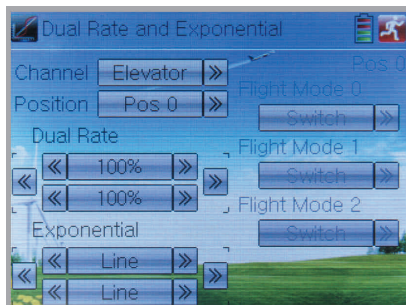 Dual Rate and Exponential
Channel Elevator
Position Pos 0
Dual Rate
100%
100%
Exponential
Line
Line
Pos 0
Flight Mode 0
Switch
Flight Mode 1
Switch
Flight Mode 2
Switch